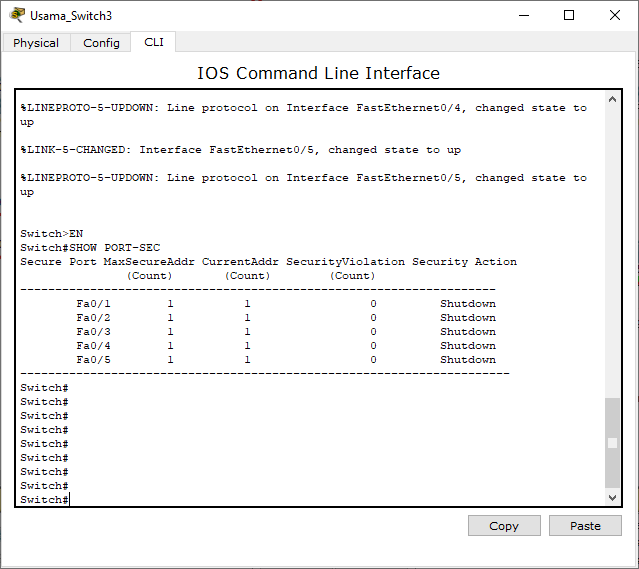 Usama_Switch3
Physical Config CLI
IOS Command Line Interface
%LINEPROTO-5-UPDOWN: Line protocol on Interface FastEthernet0/4, changed state to
up
%LINK-5-CHANGED: Interface FastEthernet0/5, changed state to up
%LINEPROTO-5-UPDOWN: Line protocol on Interface FastEthernet0/5, changed state to
up
Switch>EN
Switch#SHOW PORT-SEC
Secure Port MaxSecureAddr CurrentAddr SecurityViolation Security Action
(Count) (Count) (Count)
----------------------------------------------------------------------
Fa0/1 1 1 0 Shutdown
Fa0/2 1 1 0 Shutdown
Fa0/3 1 1 0 Shutdown
Fa0/4 1 1 0 Shutdown
Fa0/5 1 1 0 Shutdown
----------------------------------------------------------------------
Switch#
Switch#
Switch#
Switch#
Switch#
Switch#
Switch#
Switch#
Switch#
Copy Paste